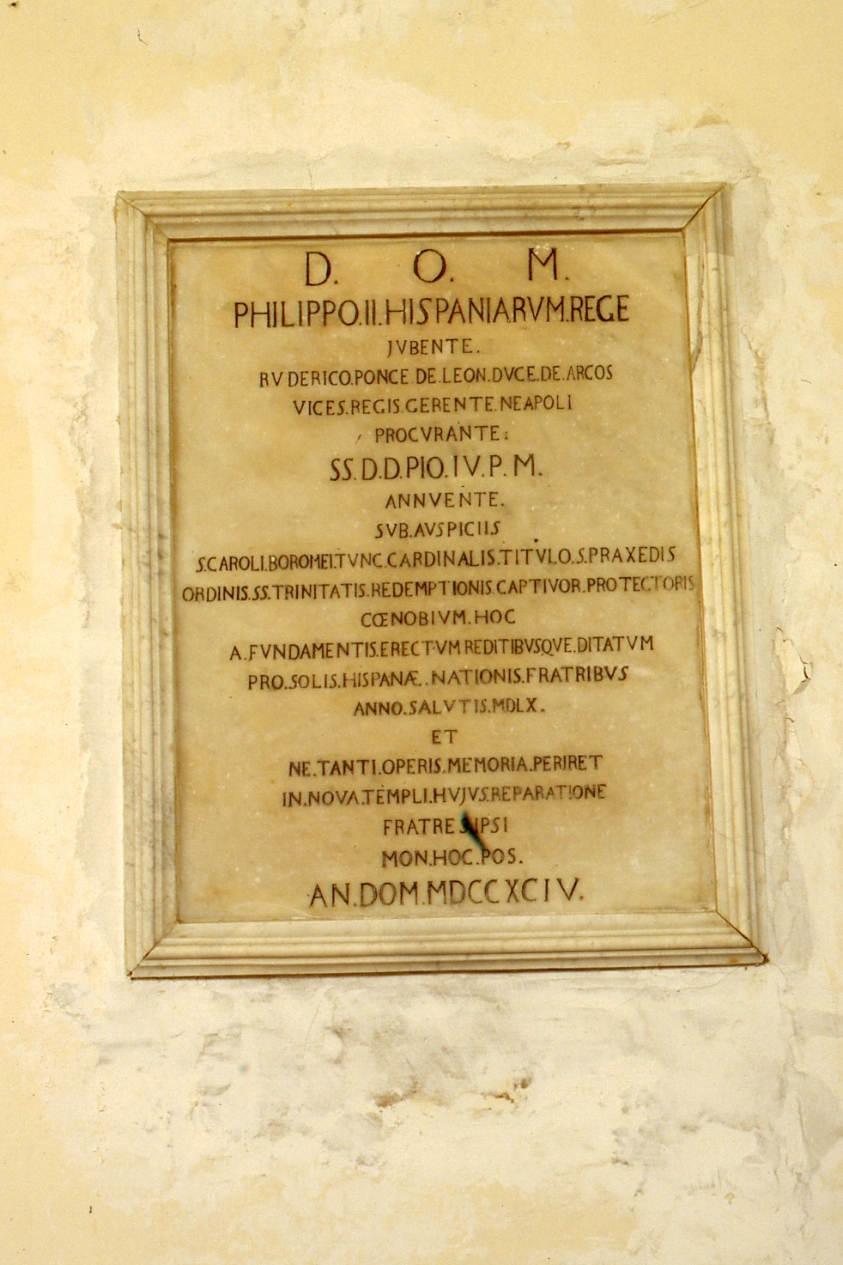 D. O. M.
PHILIPPO.II.HISPANIARVM.REGE
JVBENTE.
RVDERICO.PONCE DE.LEON.DVCE.DE.ARCOS
VICES.REGIS.GERENTE.NEAPOLI
PROCVRANTE.
SS.D.D.PIO.IV.P.M.
ANNVENTE.
SVB.AVSPICIIS
S.CAROLI.BOROMEI.TVNC.CARDINALIS.TITVLO.S.PRAXEDIS
ORDINIS.SS.TRINITATIS.REDEMPTIONIS.CAPTIVOR.PROTECTORIS
CŒNOBIVM.HOC
A.FVNDAMENTIS.ERECTVM REDITIBVSQVE.DITATVM
PRO.SOLIS.HISPANÆ.NATIONIS.FRATRIBVS
ANNO.SALVTIS.MDLX.
ET
NE.TANTI.OPERIS.MEMORIA.PERIRET
IN.NOVA.TEMPLI.HVJVS.REPARATIONE
FRATRES IPSI
MON.HOC.POS.
AN.DOM.MDCCXCIV.